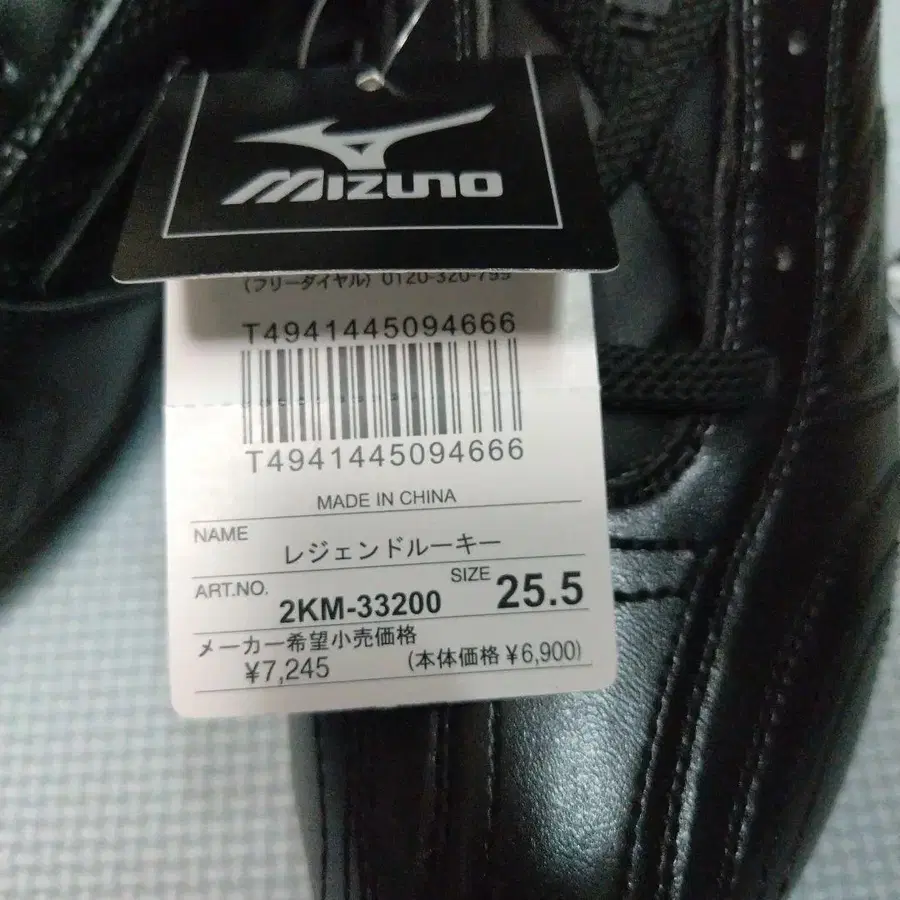 MIZUNO
(フリーダイヤル) 0120-320-799
T4941445094666
T4941445094666
MADE IN CHINA
NAME
レジェンドルーキー
ART.NO. 2KM-33200 SIZE 25.5
メーカー希望小売価格
¥7,245 (本体価格 ¥6,900)